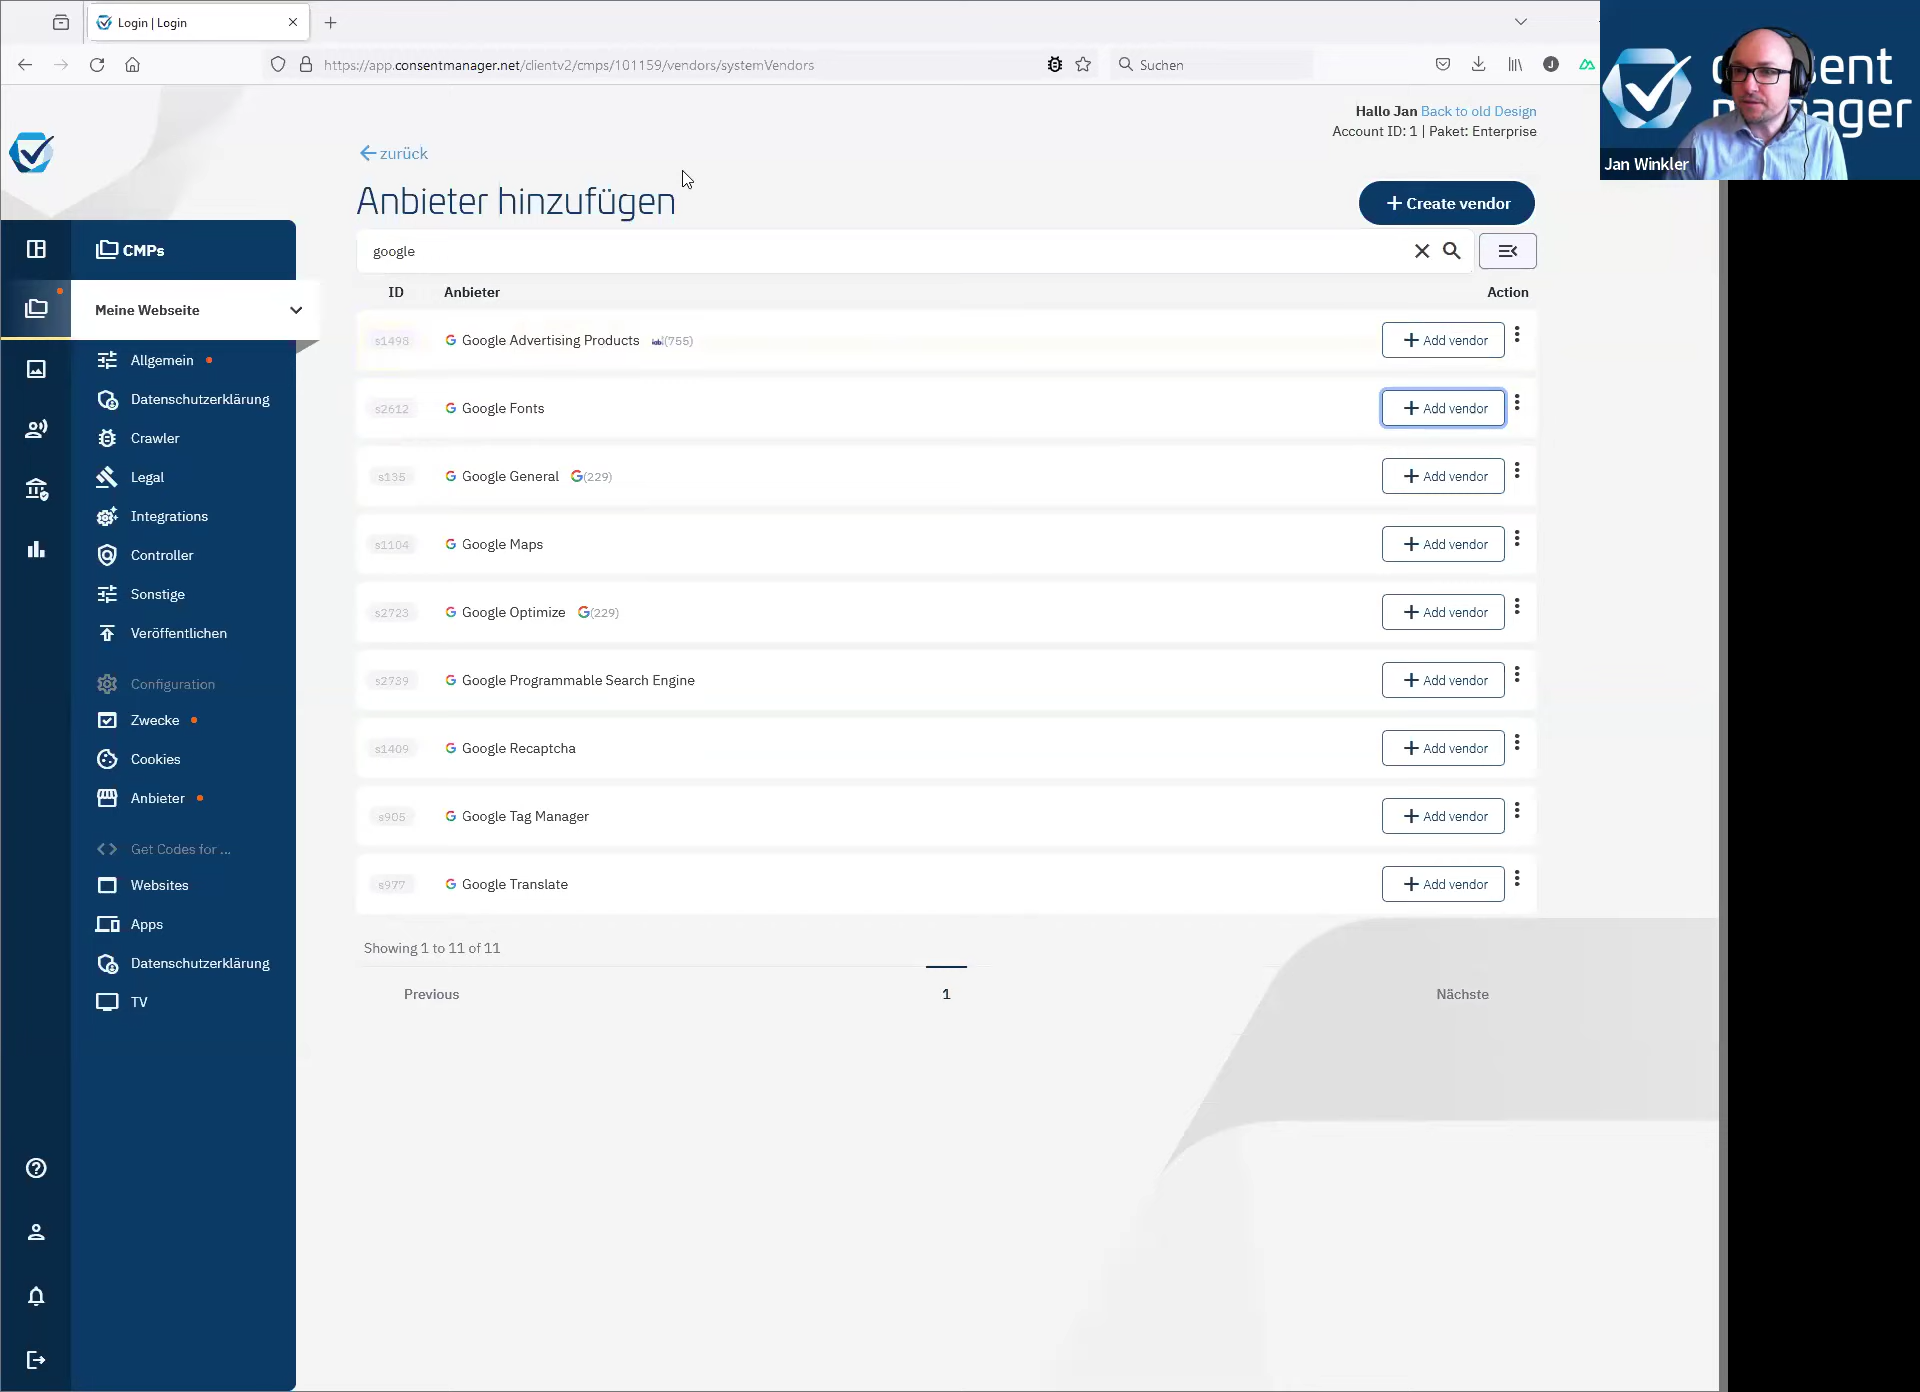 Login | Login
https://app.consentmanager.net/clientv2/cmps/101159/vendors/systemVendors
Suchen
Hallo Jan Back to old Design
Account ID: 1 | Paket: Enterprise
Jan Winkler
zurück
Anbieter hinzufügen
+ Create vendor
google
ID Anbieter Action
s1498 Google Advertising Products iab(755) + Add vendor
s2612 Google Fonts + Add vendor
s135 Google General G(229) + Add vendor
s1104 Google Maps + Add vendor
s2723 Google Optimize G(229) + Add vendor
s2739 Google Programmable Search Engine + Add vendor
s1409 Google Recaptcha + Add vendor
s905 Google Tag Manager + Add vendor
s977 Google Translate + Add vendor
Showing 1 to 11 of 11
Previous 1 Nächste
CMPs
Meine Webseite
Allgemein
Datenschutzerklärung
Crawler
Legal
Integrations
Controller
Sonstige
Veröffentlichen
Configuration
Zwecke
Cookies
Anbieter
Get Codes for ...
Websites
Apps
Datenschutzerklärung
TV